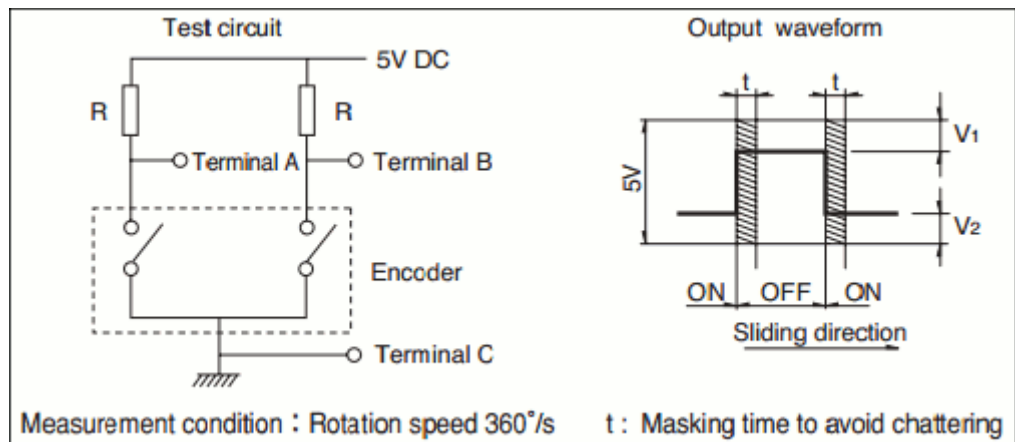 Test circuit
Output waveform
5V DC
R
R
Terminal A
Terminal B
Encoder
Terminal C
t
t
5V
V1
V2
ON OFF ON
Sliding direction
Measurement condition : Rotation speed 360°/s
t : Masking time to avoid chattering